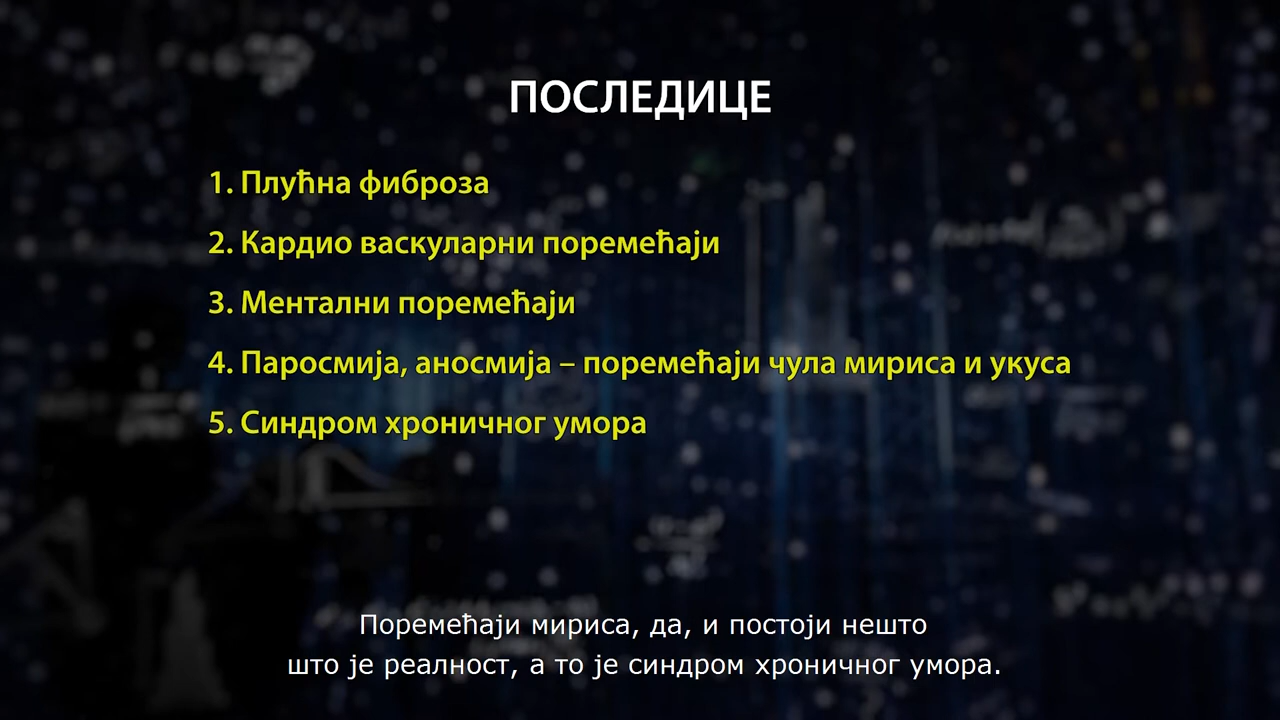 ПОСЛЕДИЦЕ
1. Плућна фиброза
2. Кардио васкуларни поремећаји
3. Ментални поремећаји
4. Паросмија, аносмија – поремећаји чула мириса и укуса
5. Синдром хроничног умора
Поремећаји мириса, да, и постоји нешто
што је реалност, а то је синдром хроничног умора.